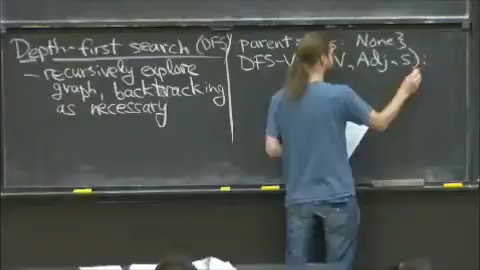 Depth-first search (DFS)
– recursively explore
graph, backtracking
as necessary
parent : None}
DFS-V V, Adj, s):